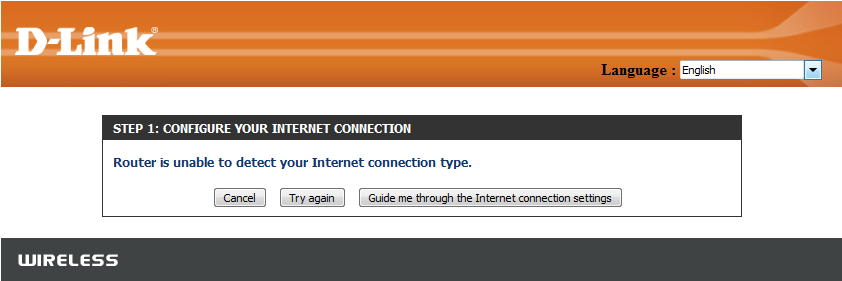 D-Link®
Language : English
STEP 1: CONFIGURE YOUR INTERNET CONNECTION
Router is unable to detect your Internet connection type.
Cancel Try again Guide me through the Internet connection settings
WIRELESS